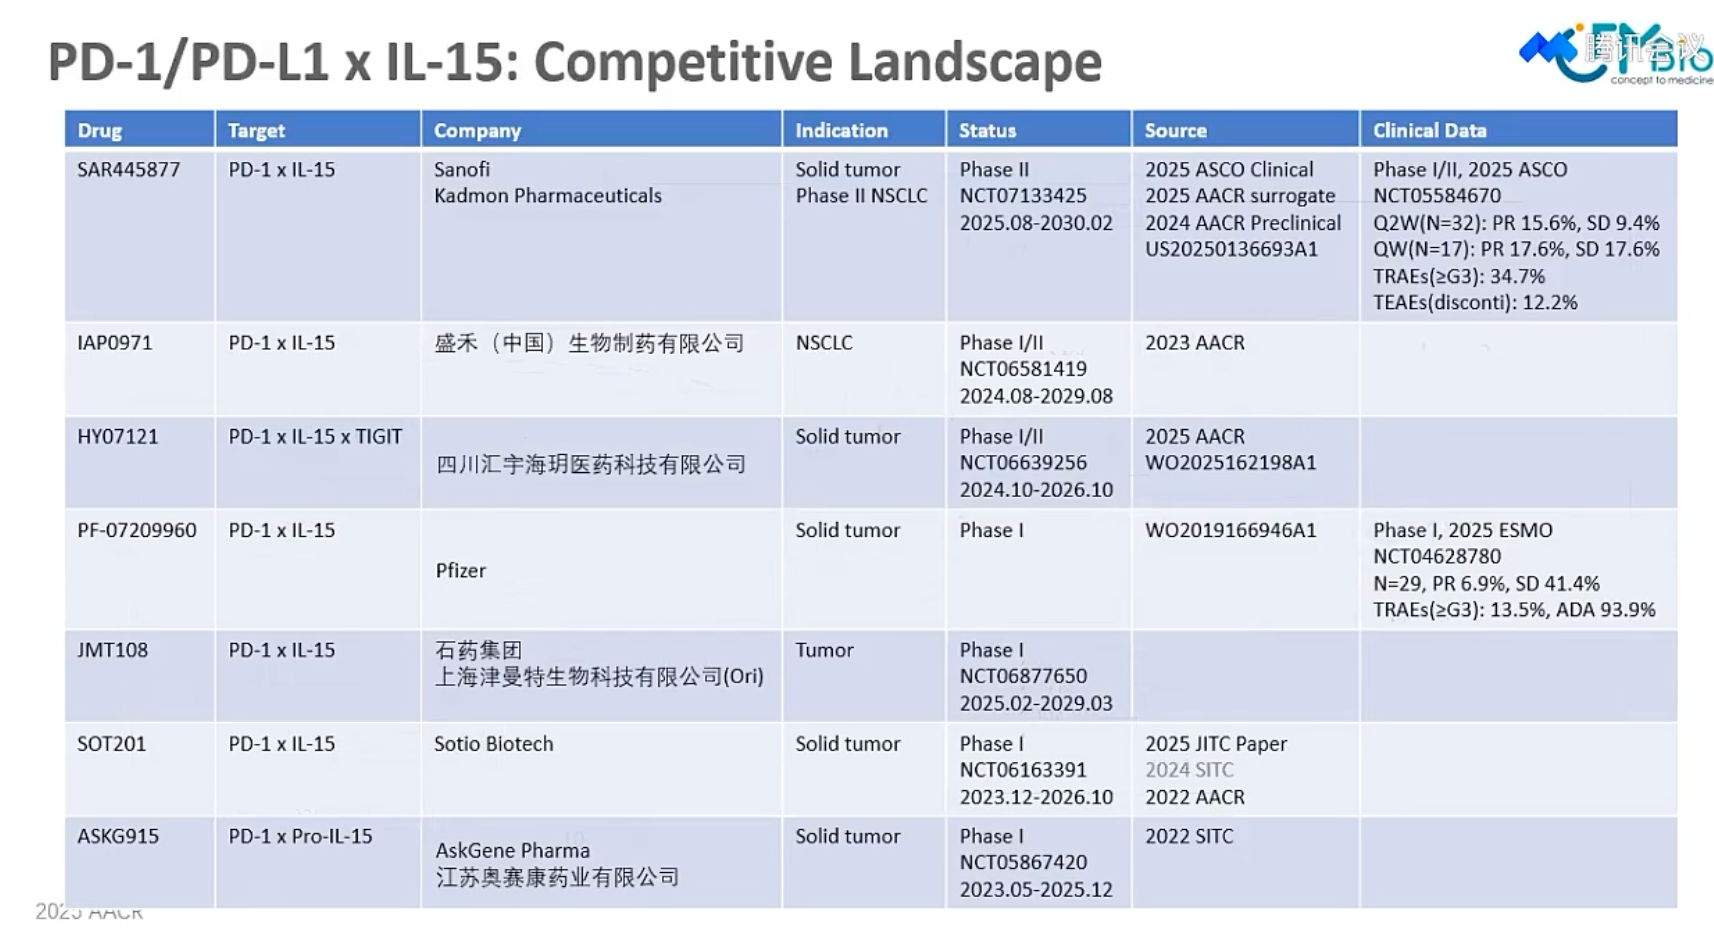 PD-1/PD-L1 x IL-15: Competitive Landscape
腾讯会议
Bio
concept to medicine
Drug
Target
Company
Indication
Status
Source
Clinical Data
SAR445877
PD-1 x IL-15
Sanofi
Kadmon Pharmaceuticals
Solid tumor
Phase II NSCLC
Phase II
NCT07133425
2025.08-2030.02
2025 ASCO Clinical
2025 AACR surrogate
2024 AACR Preclinical
US20250136693A1
Phase I/II, 2025 ASCO
NCT05584670
Q2W(N=32): PR 15.6%, SD 9.4%
QW(N=17): PR 17.6%, SD 17.6%
TRAEs(≥G3): 34.7%
TEAEs(disconti): 12.2%
IAP0971
PD-1 x IL-15
盛禾（中国）生物制药有限公司
NSCLC
Phase I/II
NCT06581419
2024.08-2029.08
2023 AACR
HY07121
PD-1 x IL-15 x TIGIT
四川汇宇海玥医药科技有限公司
Solid tumor
Phase I/II
NCT06639256
2024.10-2026.10
2025 AACR
WO2025162198A1
PF-07209960
PD-1 x IL-15
Pfizer
Solid tumor
Phase I
WO2019166946A1
Phase I, 2025 ESMO
NCT04628780
N=29, PR 6.9%, SD 41.4%
TRAEs(≥G3): 13.5%, ADA 93.9%
JMT108
PD-1 x IL-15
石药集团
上海津曼特生物科技有限公司(Ori)
Tumor
Phase I
NCT06877650
2025.02-2029.03
SOT201
PD-1 x IL-15
Sotio Biotech
Solid tumor
Phase I
NCT06163391
2023.12-2026.10
2025 JITC Paper
2024 SITC
2022 AACR
ASKG915
PD-1 x Pro-IL-15
AskGene Pharma
江苏奥赛康药业有限公司
Solid tumor
Phase I
NCT05867420
2023.05-2025.12
2022 SITC
2025 AACR